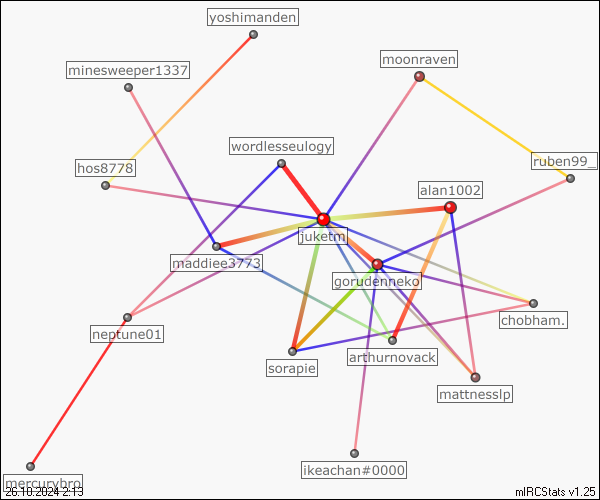 yoshimanden
moonraven
minesweeper1337
wordlesseulogy
ruben99_
hos8778
alan1002
juketm
maddiee3773
gorudenneko
chobham.
neptune01
arthurnovack
sorapie
mattnesslp
ikeachan#0000
mercurybro
26.10.2024 2:13
mIRCStats v1.25